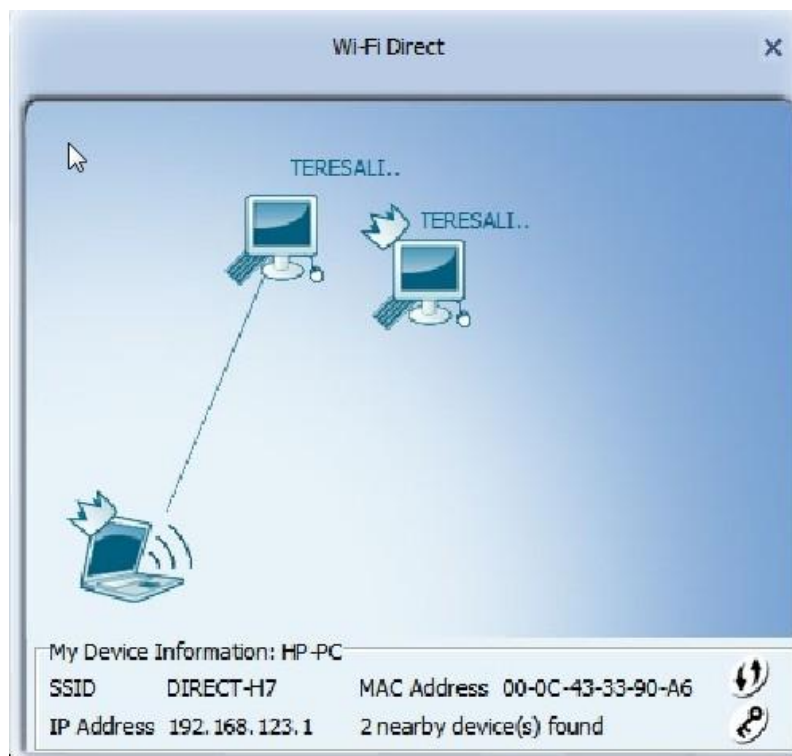 Wi-Fi Direct
TERESALI..
TERESALI..
My Device Information: HP-PC
SSID DIRECT-H7 MAC Address 00-0C-43-33-90-A6
IP Address 192.168.123.1 2 nearby device(s) found